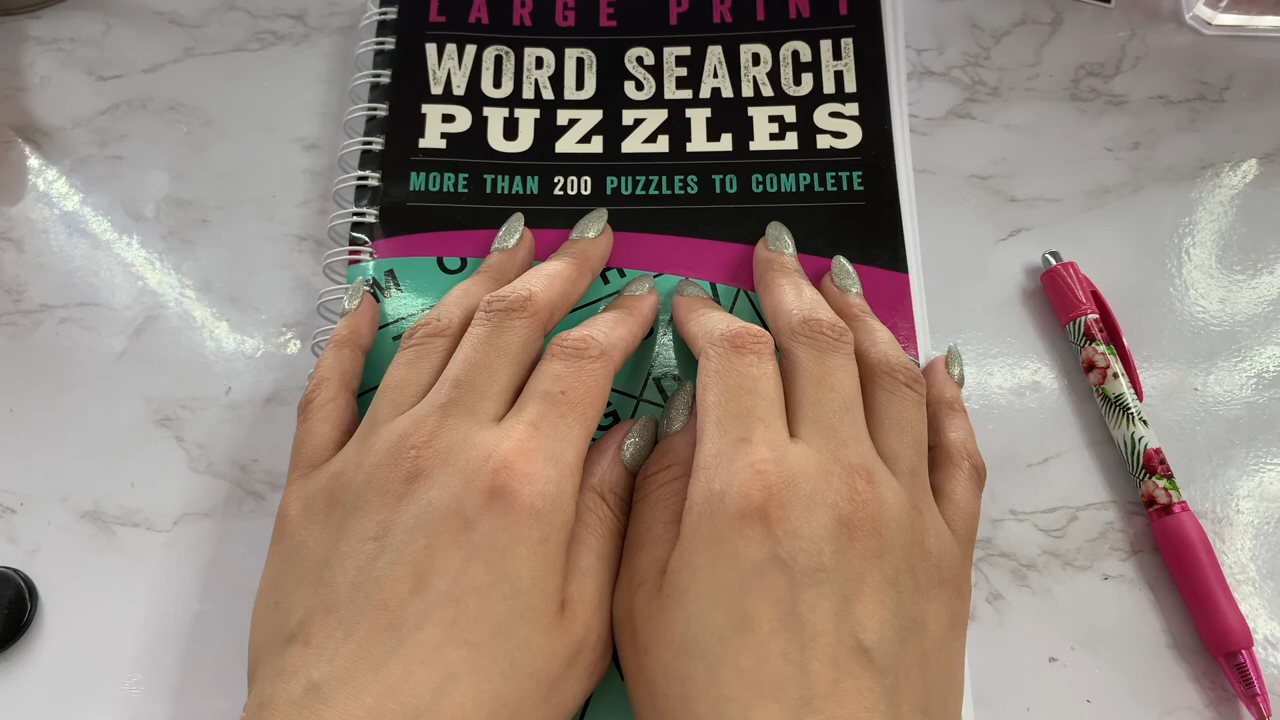 LARGE PRINT
WORD SEARCH
PUZZLES
MORE THAN 200 PUZZLES TO COMPLETE
M O H
G